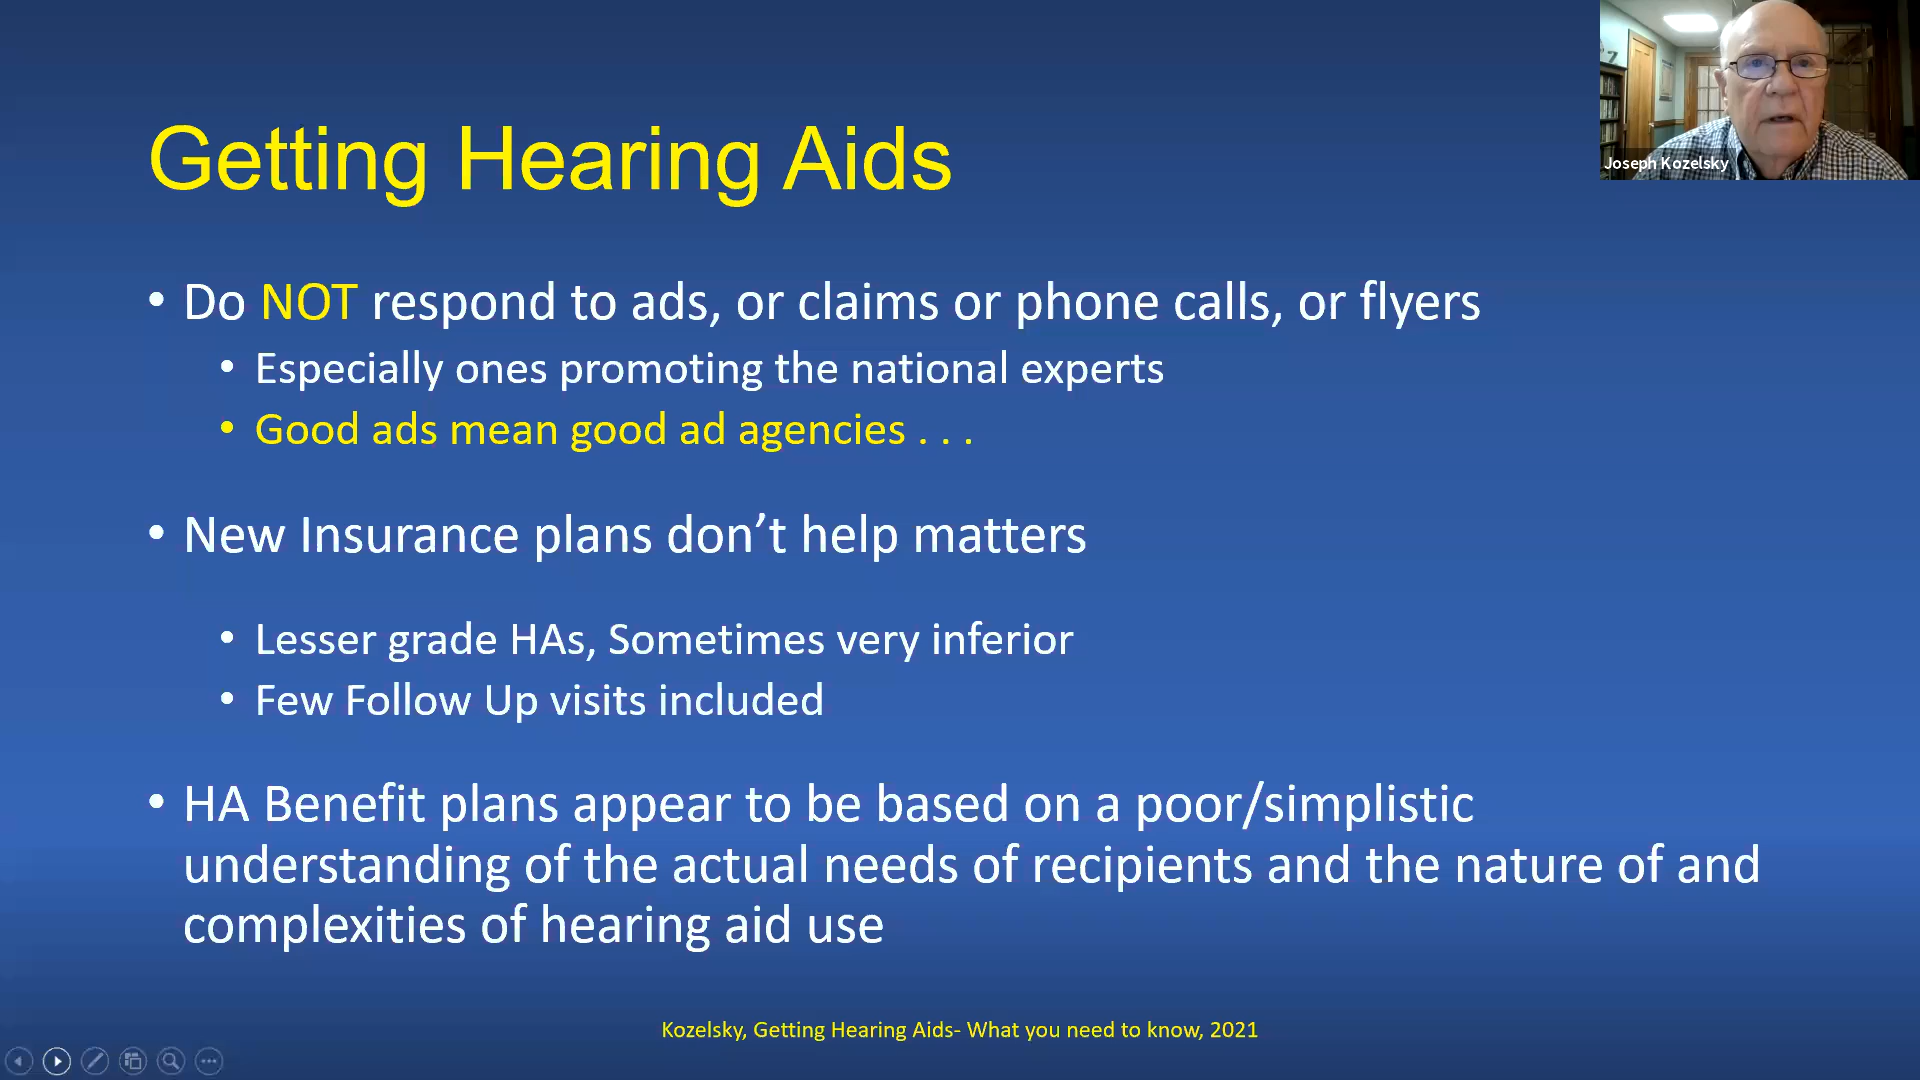 Joseph Kozelsky
Getting Hearing Aids
• Do NOT respond to ads, or claims or phone calls, or flyers
• Especially ones promoting the national experts
• Good ads mean good ad agencies . . .
• New Insurance plans don’t help matters
• Lesser grade HAs, Sometimes very inferior
• Few Follow Up visits included
• HA Benefit plans appear to be based on a poor/simplistic
understanding of the actual needs of recipients and the nature of and
complexities of hearing aid use
Kozelsky, Getting Hearing Aids- What you need to know, 2021